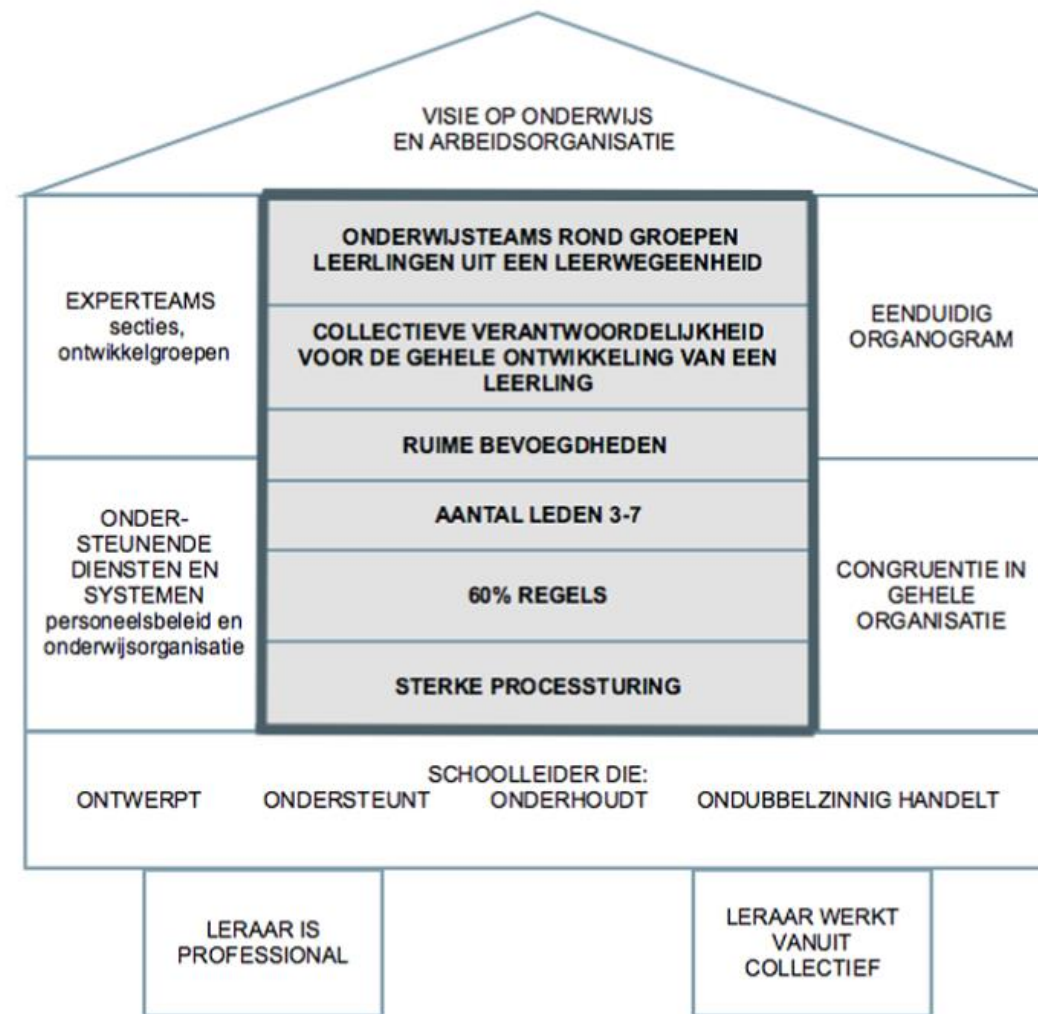 VISIE OP ONDERWIJS
EN ARBEIDSORGANISATIE
EXPERTEAMS
secties,
ontwikkelgroepen
ONDER-
STEUNENDE
DIENSTEN EN
SYSTEMEN
personeelsbeleid en
onderwijsorganisatie
ONDERWIJSTEAMS ROND GROEPEN
LEERLINGEN UIT EEN LEERWEGEENHEID
COLLECTIEVE VERANTWOORDELIJKHEID
VOOR DE GEHELE ONTWIKKELING VAN EEN
LEERLING
RUIME BEVOEGDHEDEN
AANTAL LEDEN 3-7
60% REGELS
STERKE PROCESSTURING
EENDUIDIG
ORGANOGRAM
CONGRUENTIE IN
GEHELE
ORGANISATIE
SCHOOLLEIDER DIE:
ONTWERPT ONDERSTEUNT ONDERHOUDT ONDUBBELZINNIG HANDELT
LERAAR IS
PROFESSIONAL
LERAAR WERKT
VANUIT
COLLECTIEF